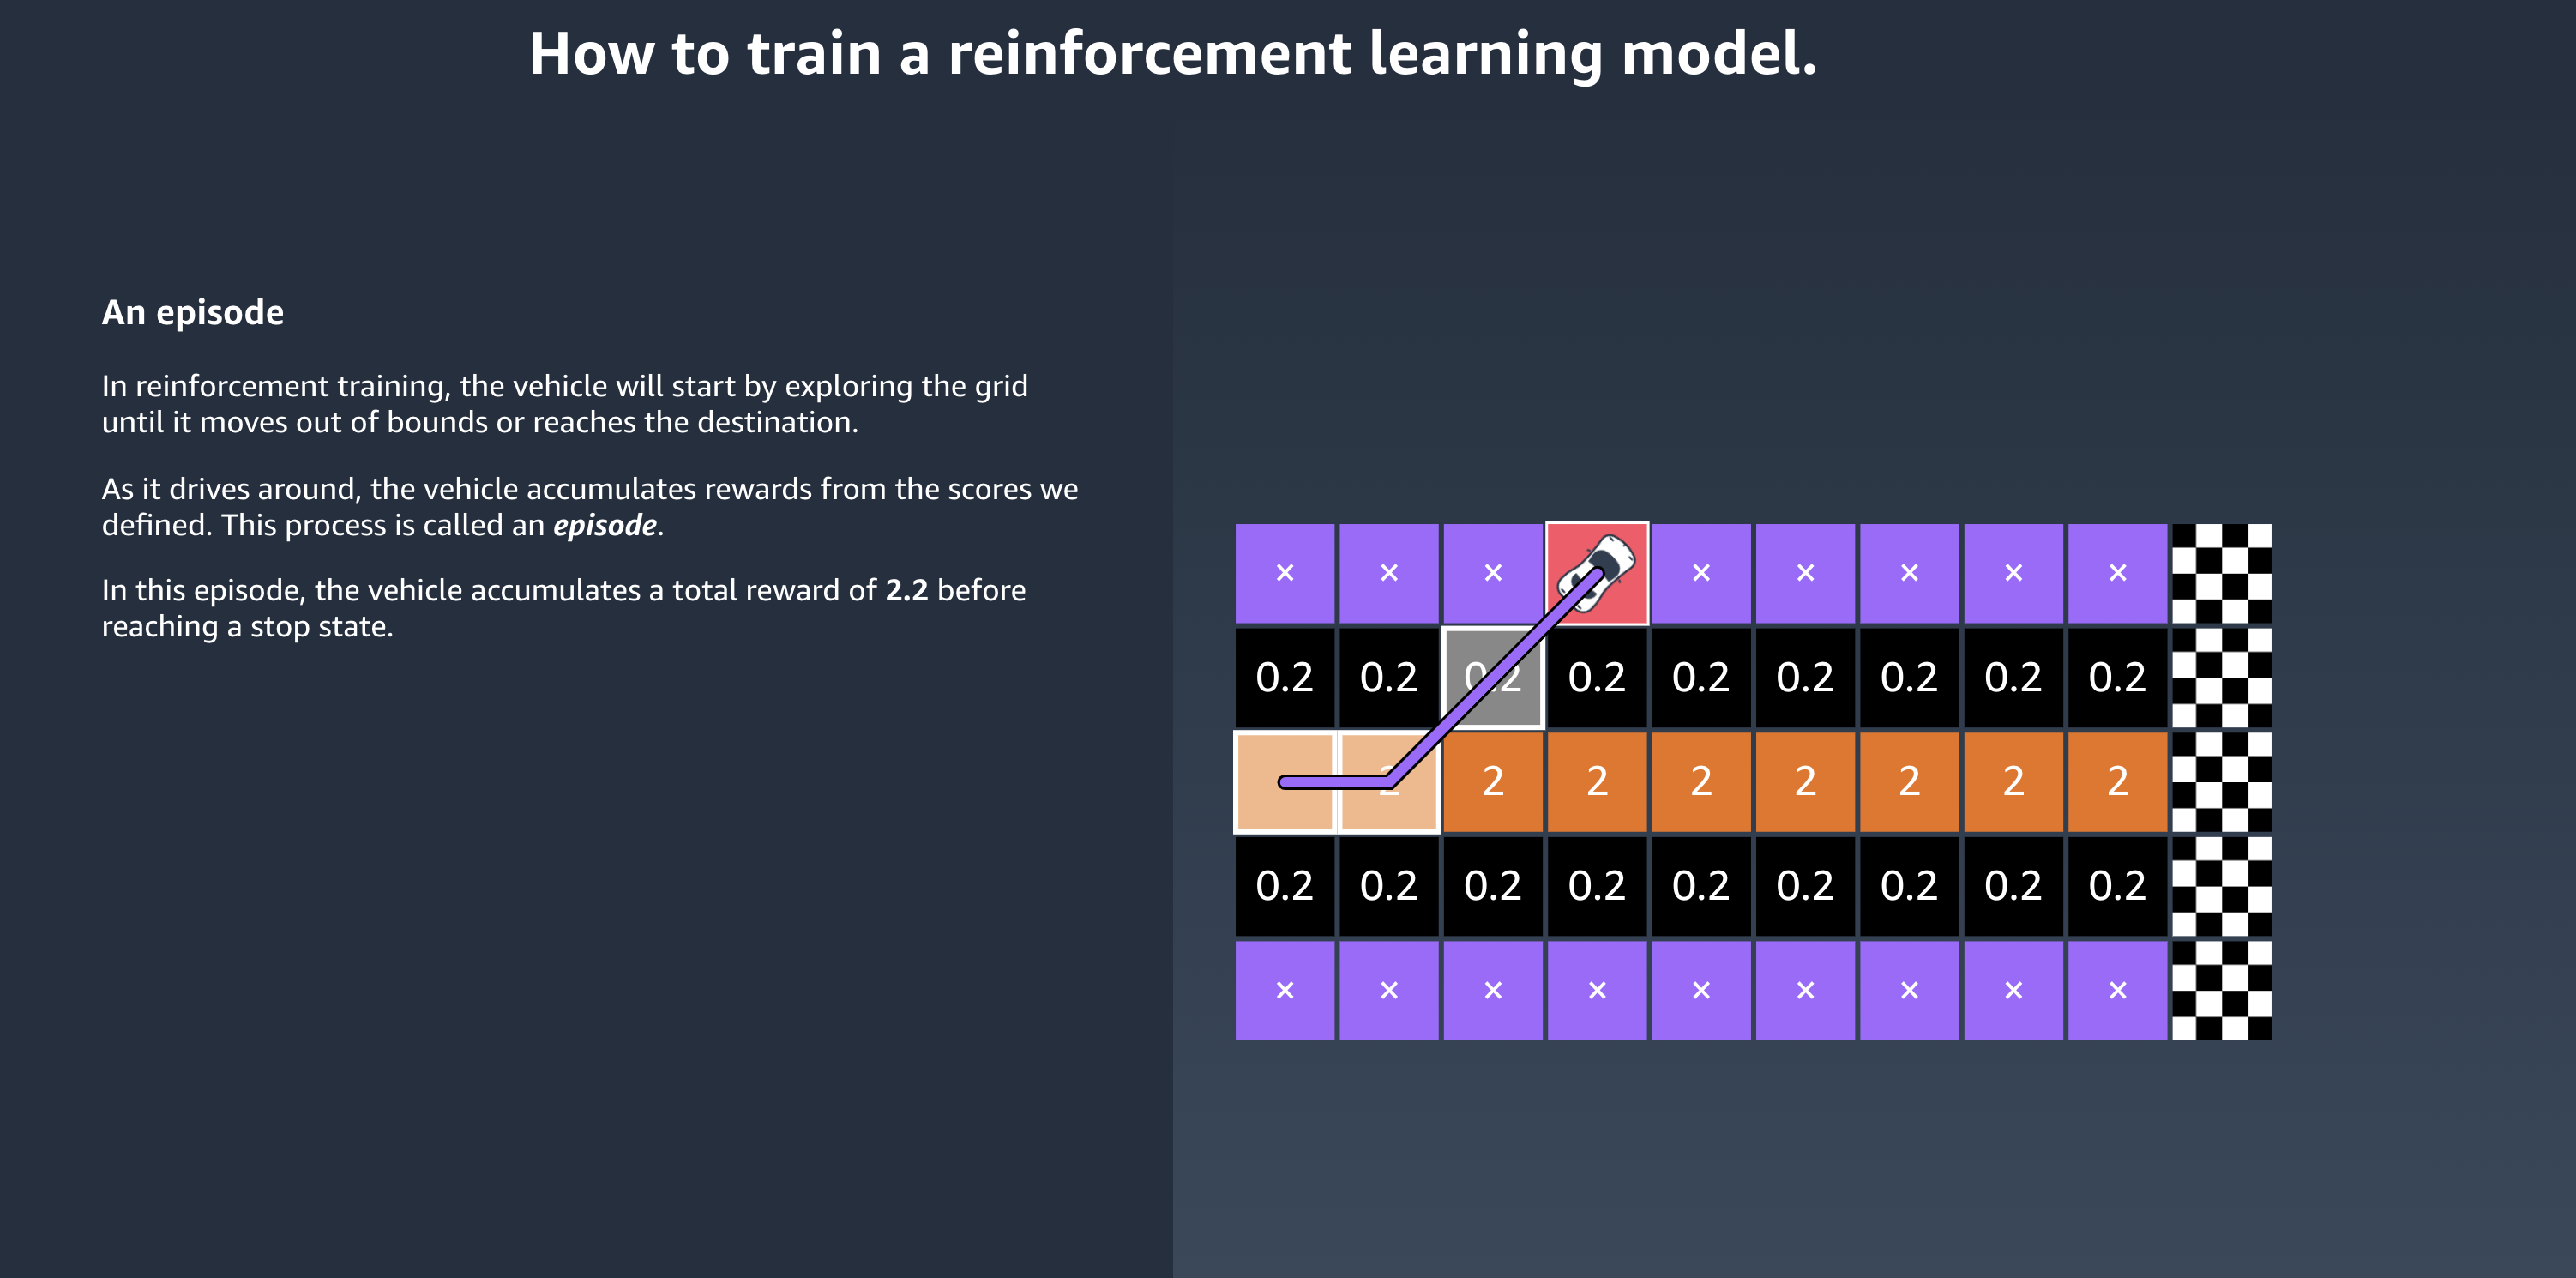 How to train a reinforcement learning model.
An episode
In reinforcement training, the vehicle will start by exploring the grid
until it moves out of bounds or reaches the destination.
As it drives around, the vehicle accumulates rewards from the scores we
defined. This process is called an episode.
In this episode, the vehicle accumulates a total reward of 2.2 before
reaching a stop state.
× × × × × × × ×
0.2 0.2 0.2 0.2 0.2 0.2 0.2 0.2 0.2
2 2 2 2 2 2 2 2
0.2 0.2 0.2 0.2 0.2 0.2 0.2 0.2 0.2
× × × × × × × × ×